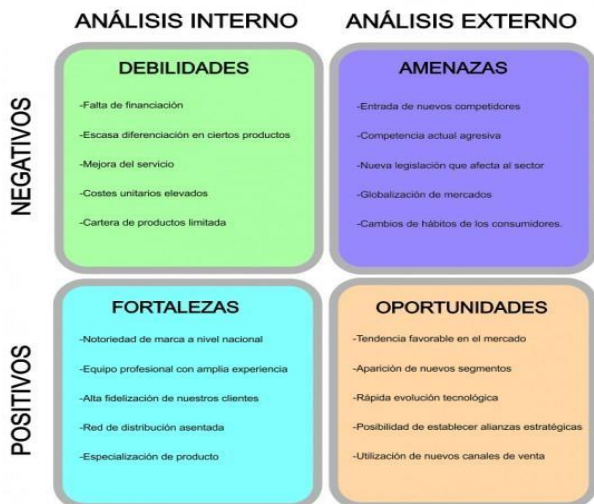 ANÁLISIS INTERNO
ANÁLISIS EXTERNO
NEGATIVOS
DEBILIDADES
-Falta de financiación
-Escasa diferenciación en ciertos productos
-Mejora del servicio
-Costes unitarios elevados
-Cartera de productos limitada
AMENAZAS
-Entrada de nuevos competidores
-Competencia actual agresiva
-Nueva legislación que afecta al sector
-Globalización de mercados
-Cambios de hábitos de los consumidores.
POSITIVOS
FORTALEZAS
-Notoriedad de marca a nivel nacional
-Equipo profesional con amplia experiencia
-Alta fidelización de nuestros clientes
-Red de distribución asentada
-Especialización de producto
OPORTUNIDADES
-Tendencia favorable en el mercado
-Aparición de nuevos segmentos
-Rápida evolución tecnológica
-Posibilidad de establecer alianzas estratégicas
-Utilización de nuevos canales de venta